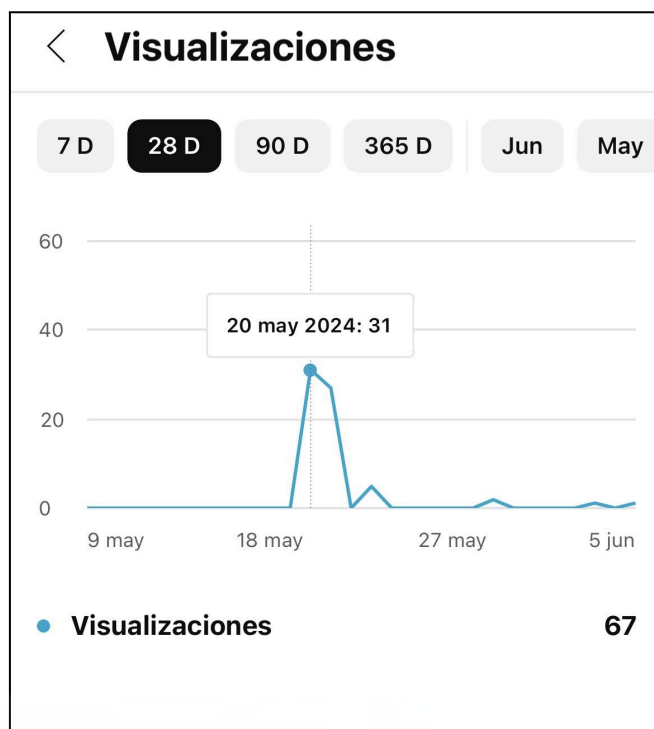 Visualizaciones
7 D 28 D 90 D 365 D Jun May
60
20 may 2024: 31
40
20
0
9 may 18 may 27 may 5 jun
Visualizaciones 67